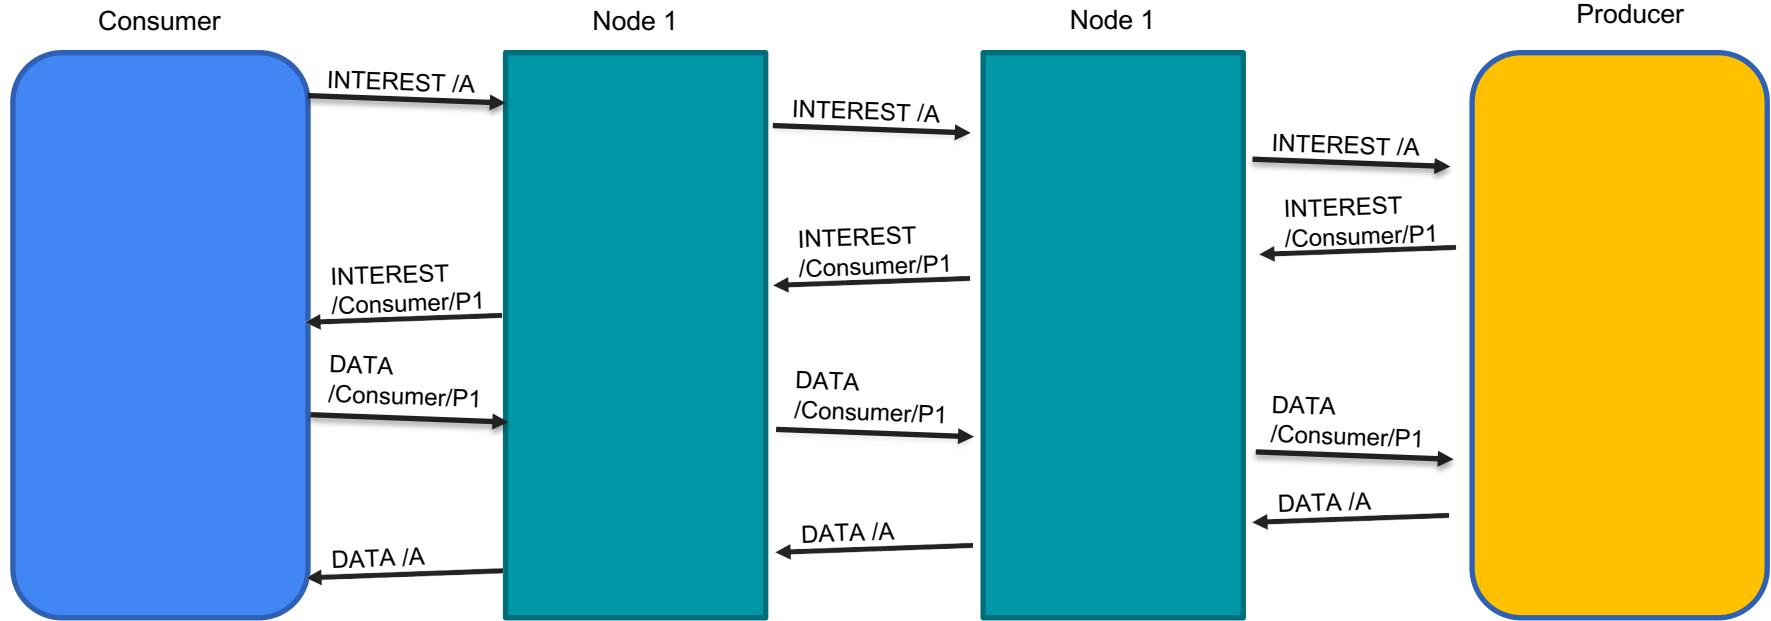 Consumer
Node 1
Node 1
Producer
INTEREST /A
INTEREST /A
INTEREST /A
INTEREST
/Consumer/P1
INTEREST
/Consumer/P1
INTEREST
/Consumer/P1
DATA
/Consumer/P1
DATA
/Consumer/P1
DATA
/Consumer/P1
DATA /A
DATA /A
DATA /A